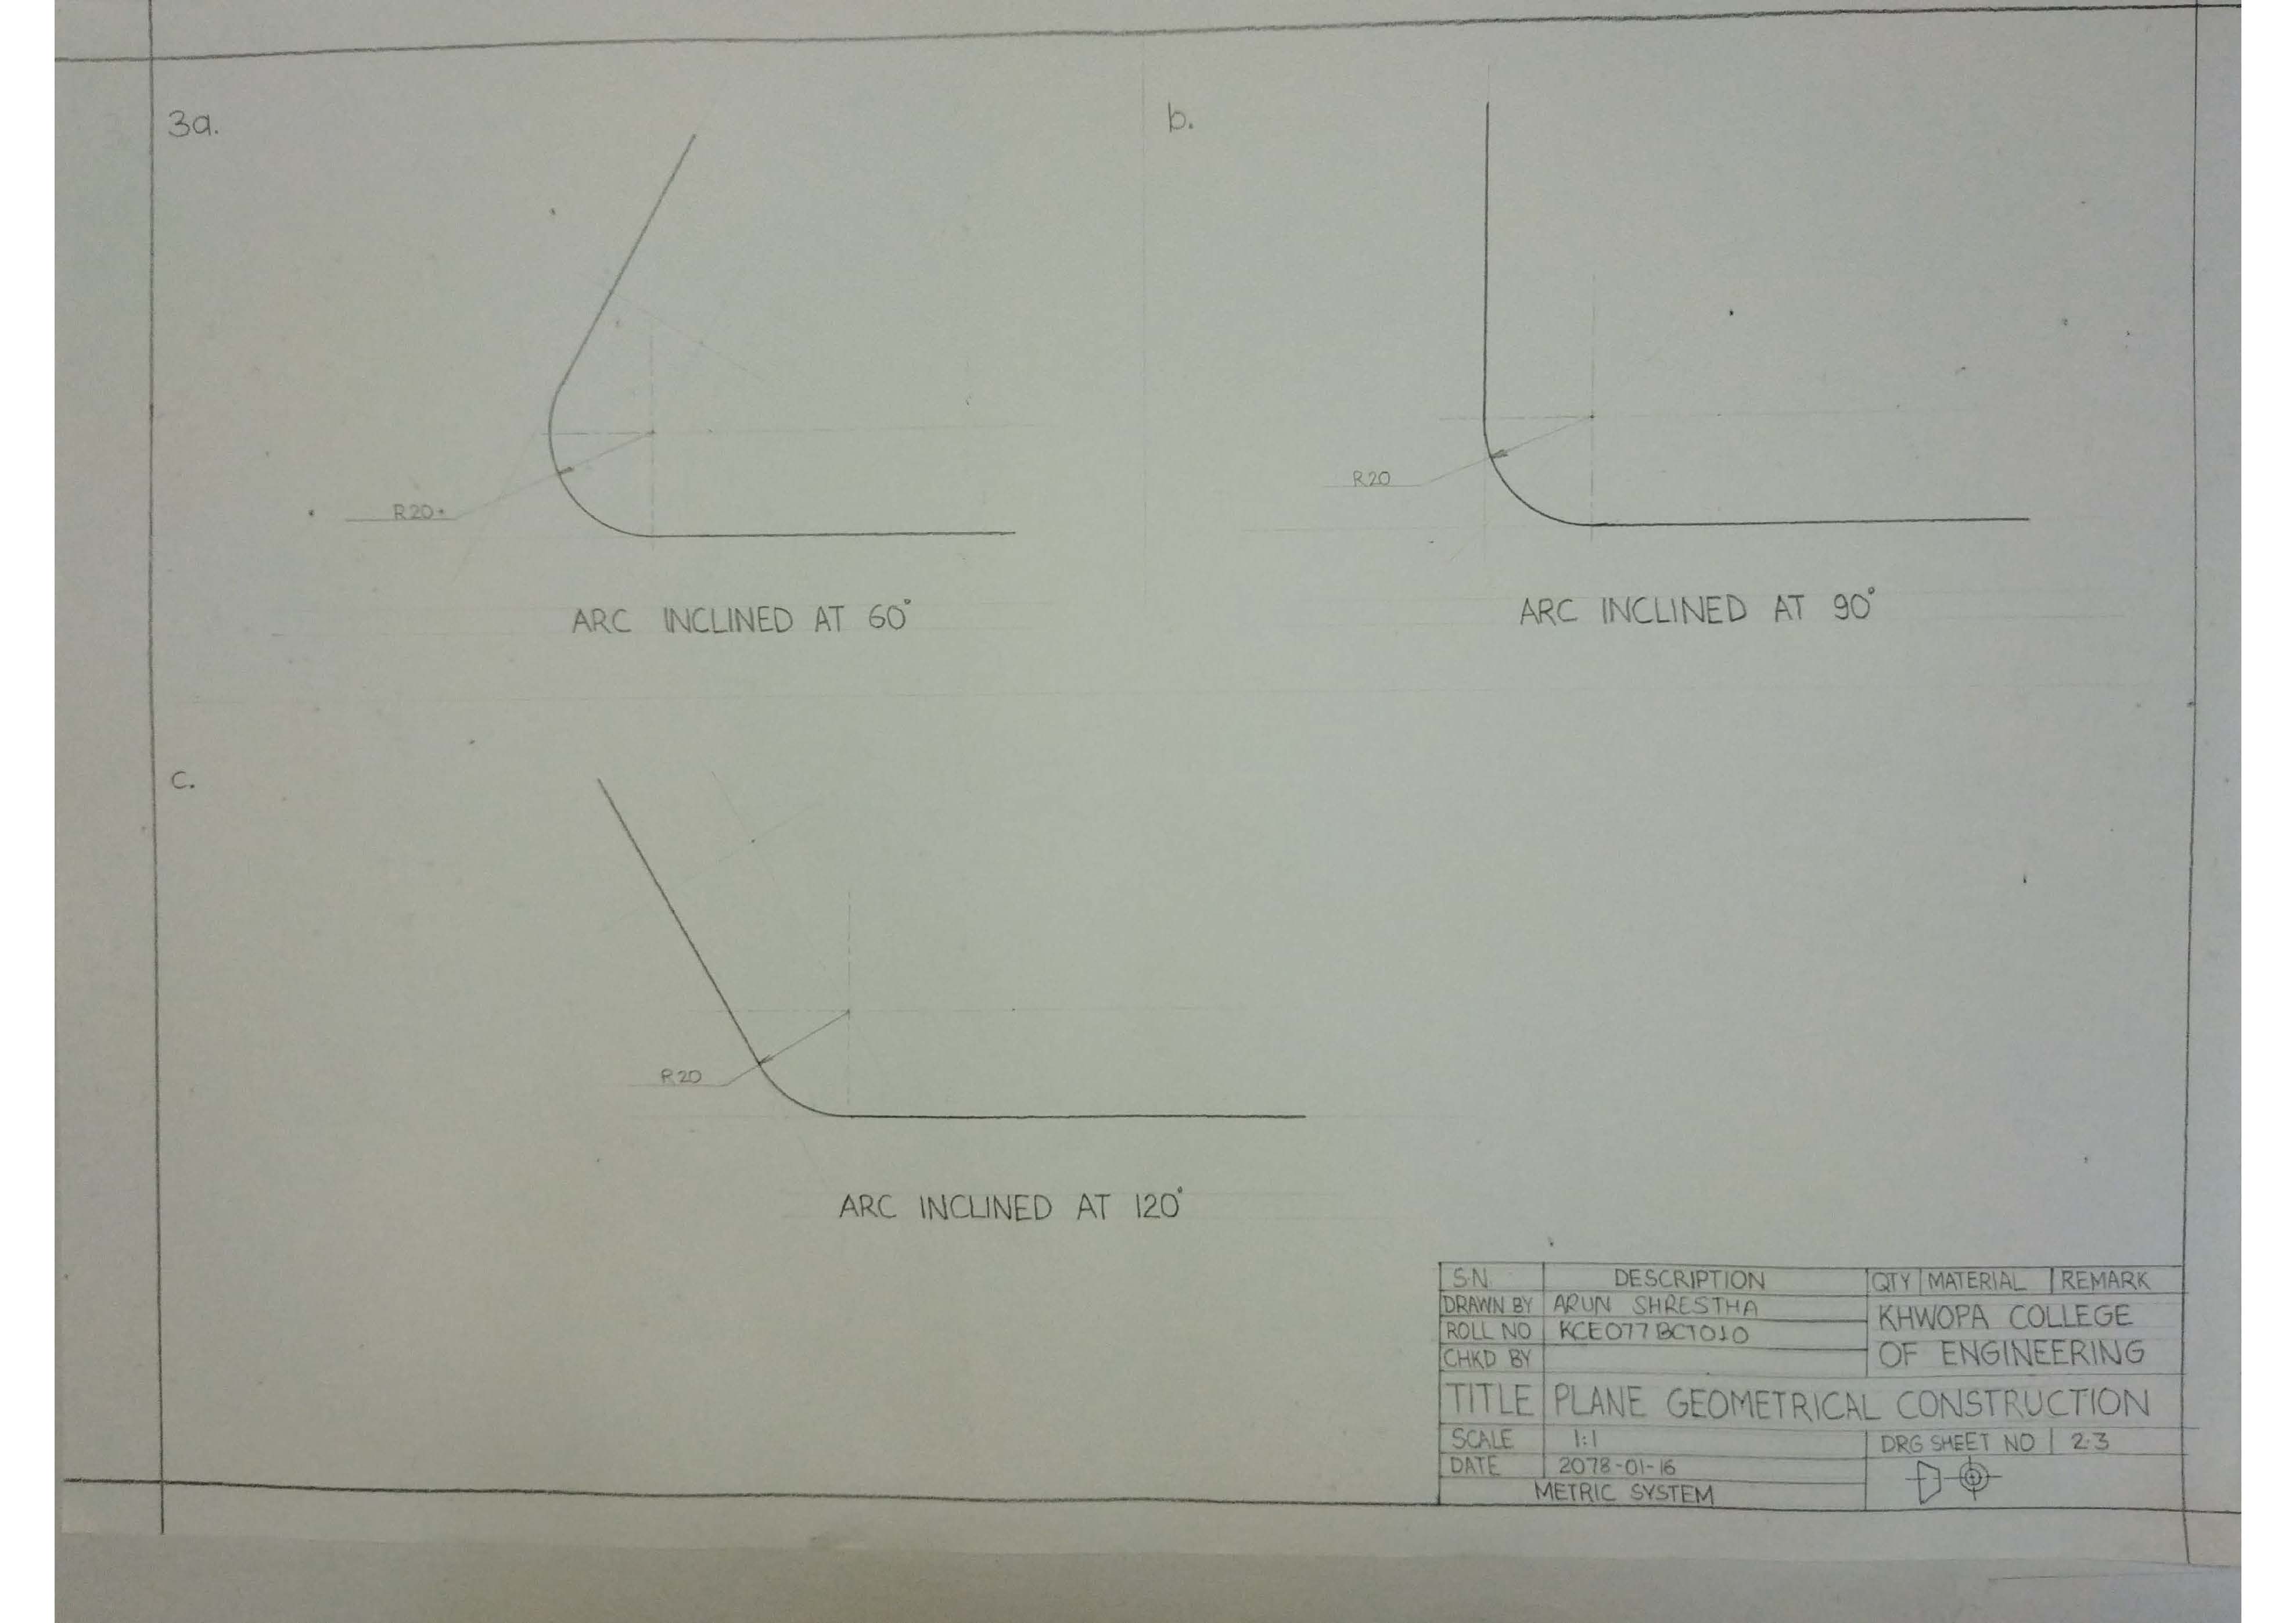 3a.
b.
R20
R20
ARC INCLINED AT 60°
ARC INCLINED AT 90°
c.
R20
ARC INCLINED AT 120°
S.N. DESCRIPTION QTY MATERIAL REMARK
DRAWN BY ARUN SHRESTHA
ROLL NO KCE077BCT010
CHKD BY
KHWOPA COLLEGE
OF ENGINEERING
TITLE PLANE GEOMETRICAL CONSTRUCTION
SCALE 1:1 DRG SHEET NO 2.3
DATE 2078-01-16
METRIC SYSTEM